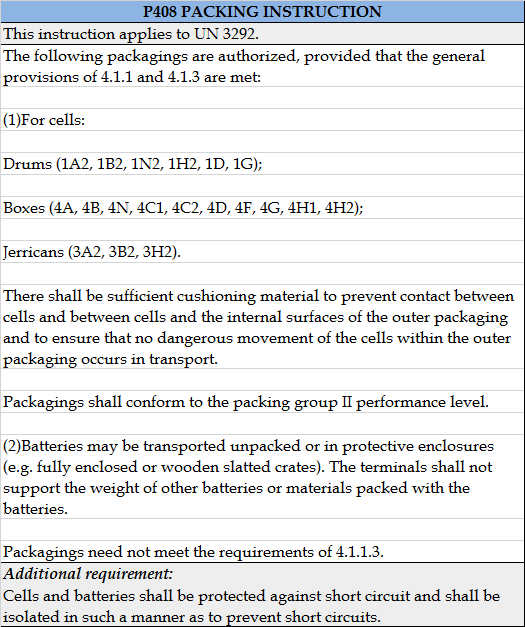 P408 PACKING INSTRUCTION
This instruction applies to UN 3292.
The following packagings are authorized, provided that the general
provisions of 4.1.1 and 4.1.3 are met:
(1)For cells:
Drums (1A2, 1B2, 1N2, 1H2, 1D, 1G);
Boxes (4A, 4B, 4N, 4C1, 4C2, 4D, 4F, 4G, 4H1, 4H2);
Jerricans (3A2, 3B2, 3H2).
There shall be sufficient cushioning material to prevent contact between
cells and between cells and the internal surfaces of the outer packaging
and to ensure that no dangerous movement of the cells within the outer
packaging occurs in transport.
Packagings shall conform to the packing group II performance level.
(2)Batteries may be transported unpacked or in protective enclosures
(e.g. fully enclosed or wooden slatted crates). The terminals shall not
support the weight of other batteries or materials packed with the
batteries.
Packagings need not meet the requirements of 4.1.1.3.
Additional requirement:
Cells and batteries shall be protected against short circuit and shall be
isolated in such a manner as to prevent short circuits.